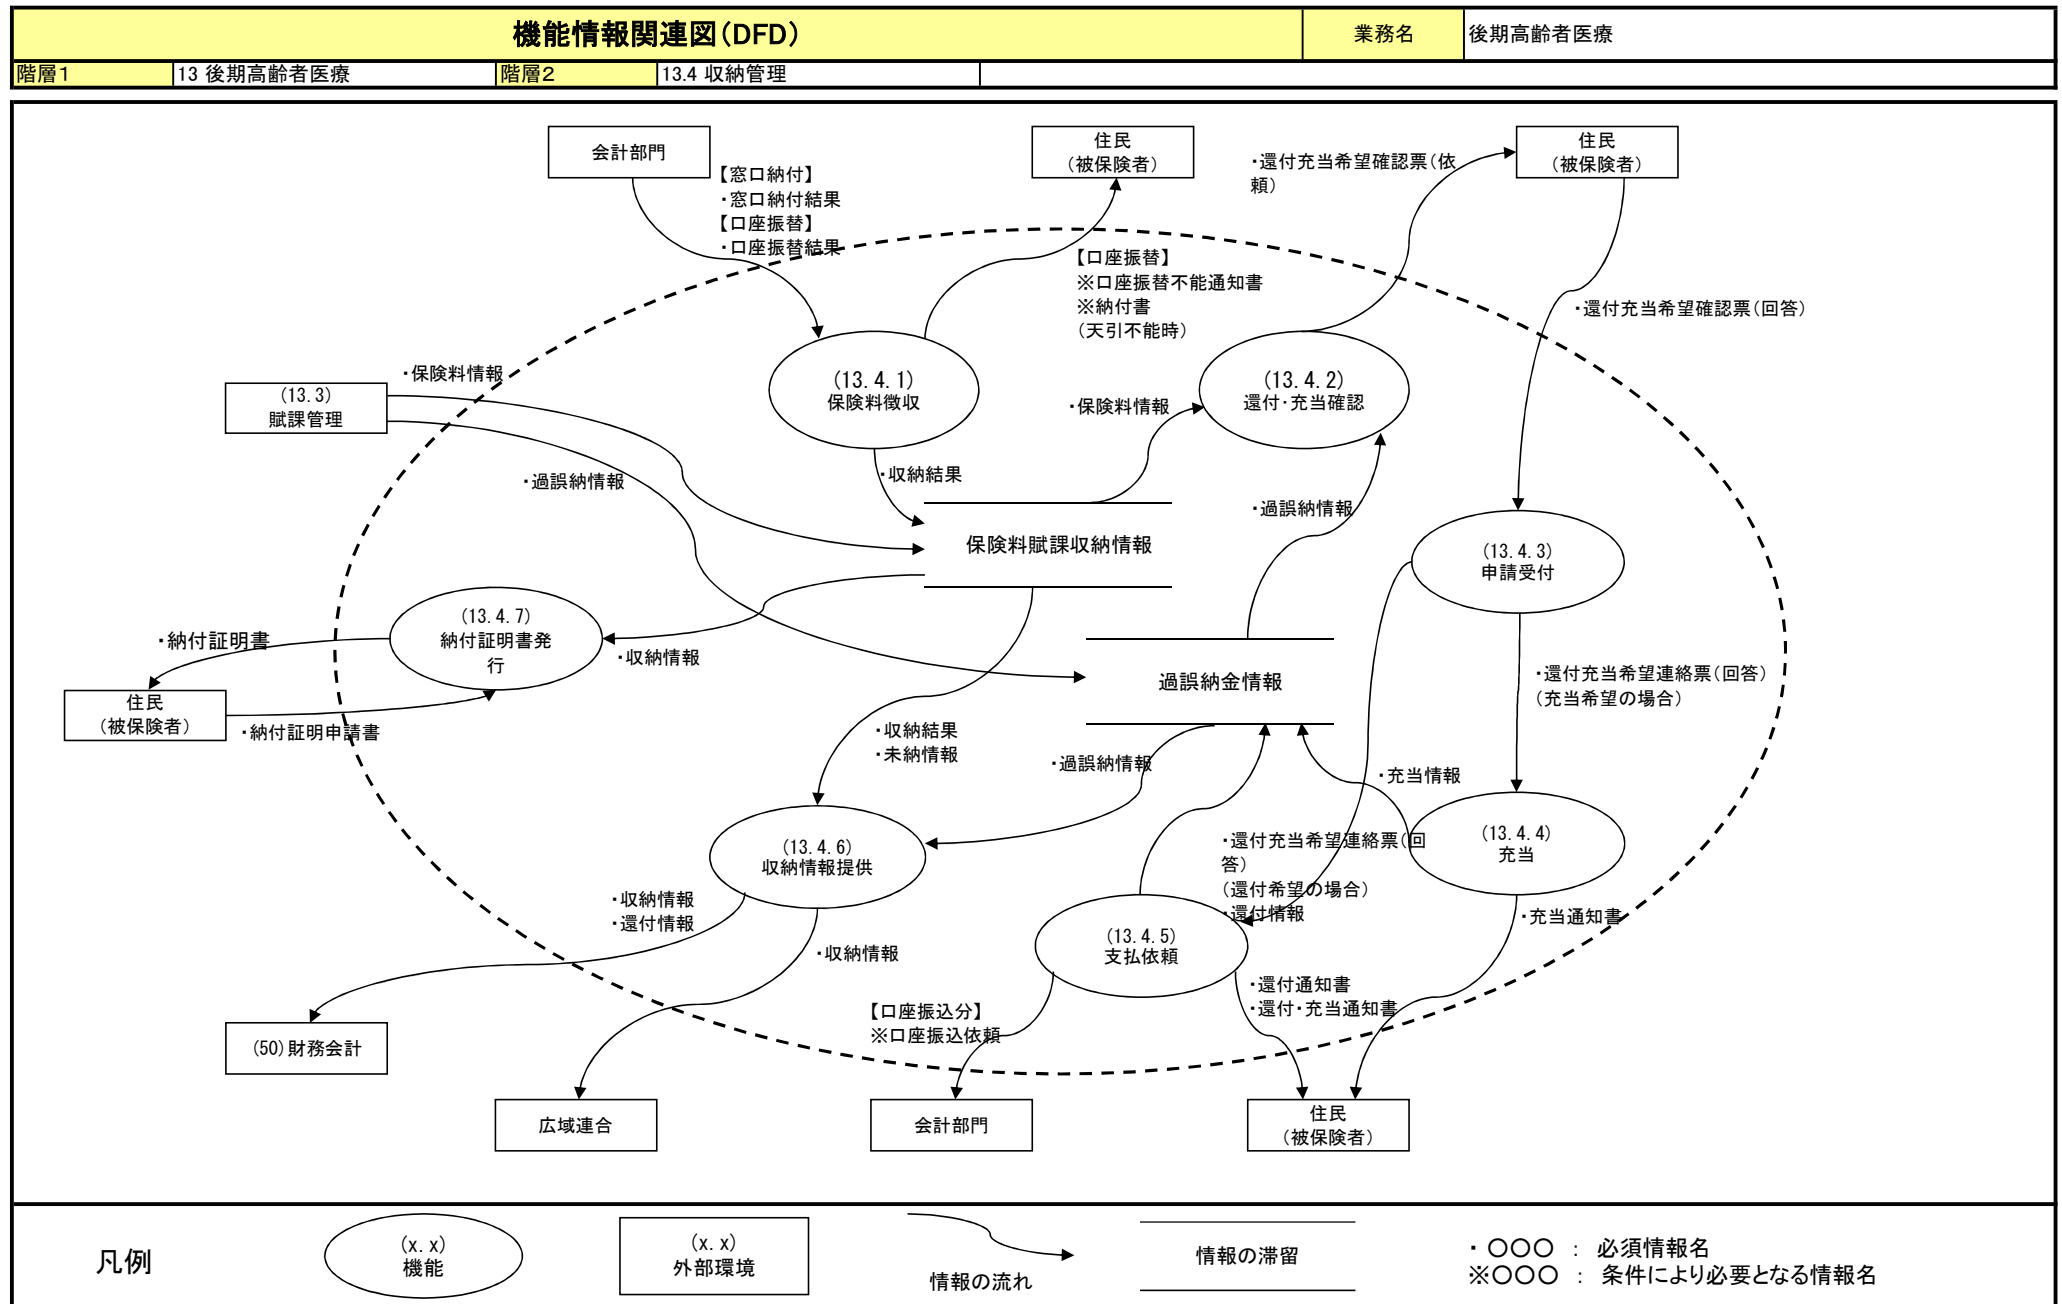 機能情報関連図(DFD)
業務名
後期高齢者医療
階層1
13 後期高齢者医療
階層2
13.4 収納管理
会計部門
【窓口納付】
・窓口納付結果
【口座振替】
・口座振替結果
住民
(被保険者)
・還付充当希望確認票(依
頼)
住民
(被保険者)
【口座振替】
※口座振替不能通知書
※納付書
(天引不能時)
・還付充当希望確認票(回答)
・保険料情報
(13.3)
賦課管理
(13.4.1)
保険料徴収
(13.4.2)
還付・充当確認
・保険料情報
・過誤納情報
・収納結果
・過誤納情報
保険料賦課収納情報
(13.4.3)
申請受付
(13.4.7)
納付証明書発
行
・納付証明書
・収納情報
住民
(被保険者)
・納付証明申請書
過誤納金情報
・還付充当希望連絡票(回答)
(充当希望の場合)
・収納結果
・未納情報
・過誤納情報
・充当情報
(13.4.6)
収納情報提供
・還付充当希望連絡票(回
答)
(還付希望の場合)
・還付情報
(13.4.4)
充当
・収納情報
・還付情報
・充当通知書
(13.4.5)
支払依頼
・収納情報
・還付通知書
・還付・充当通知書
【口座振込分】
※口座振込依頼
(50)財務会計
広域連合
会計部門
住民
(被保険者)
凡例
(x.x)
機能
(x.x)
外部環境
情報の流れ
情報の滞留
・ 〇〇〇 : 必須情報名
※〇〇〇 : 条件により必要となる情報名